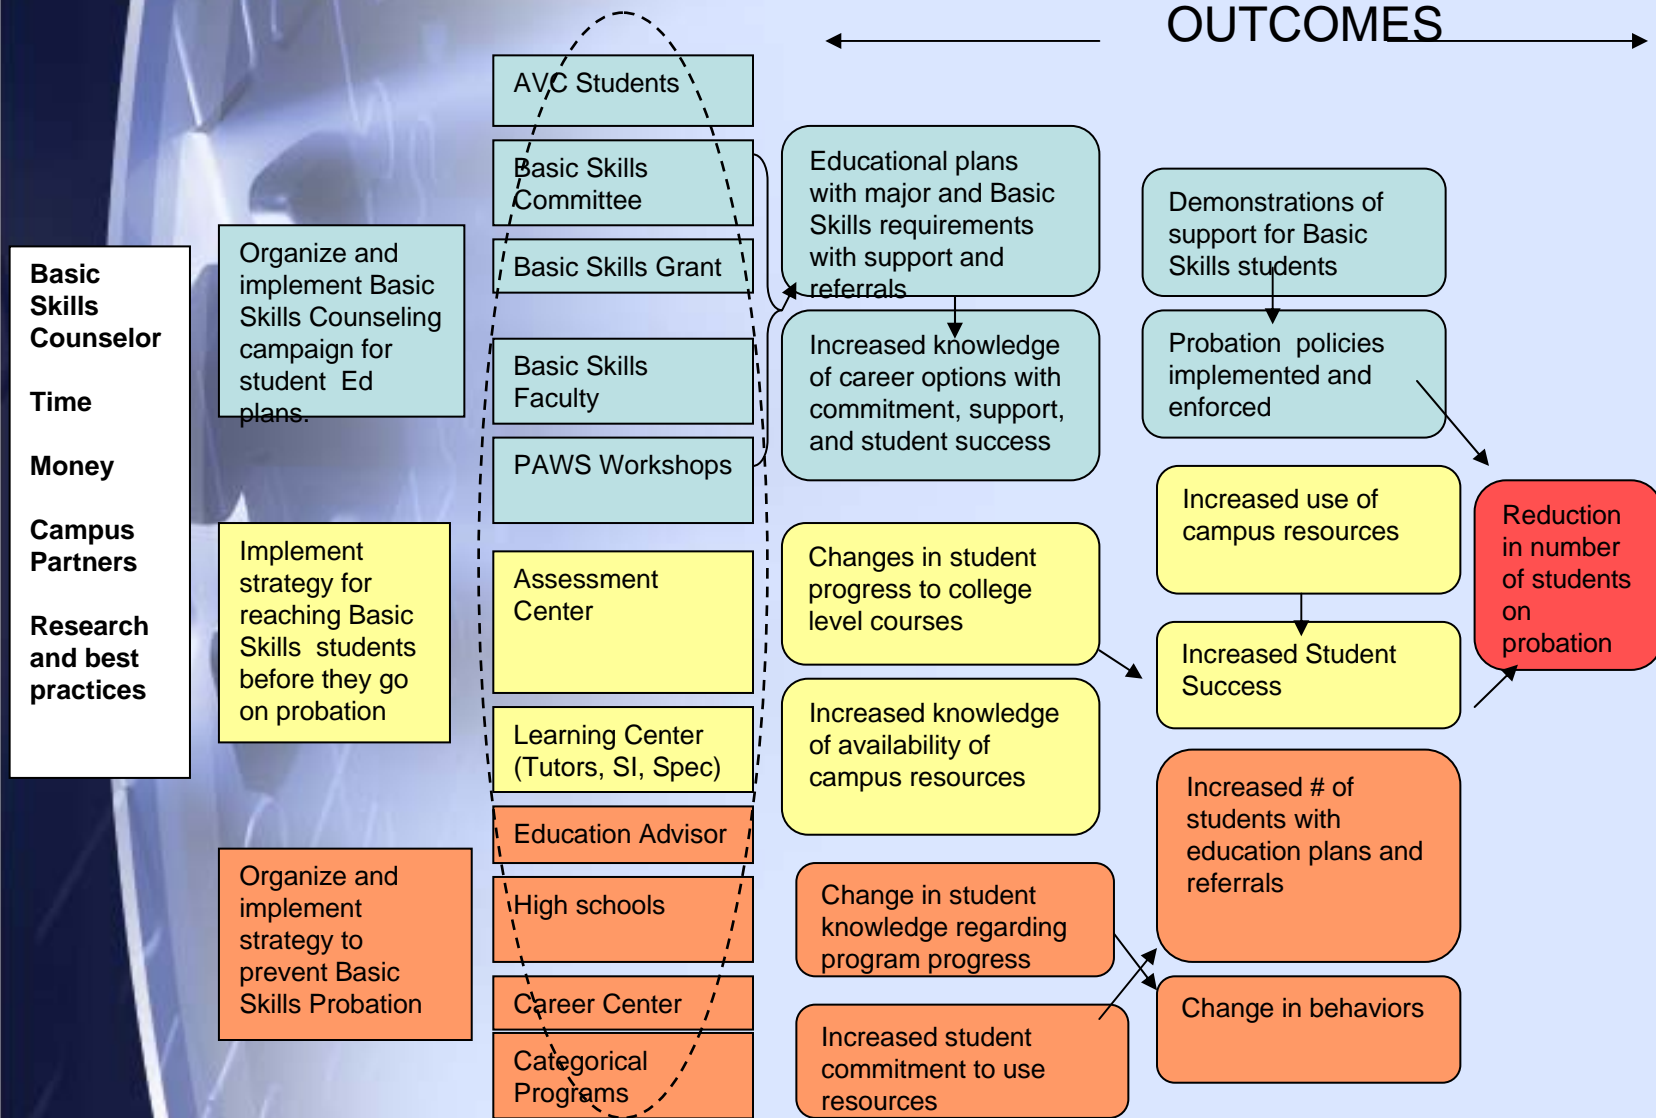 OUTCOMES
Basic
Skills
Counselor
Time
Money
Campus
Partners
Research
and best
practices
Organize and
implement Basic
Skills Counseling
campaign for
student Ed
plans.
Implement
strategy for
reaching Basic
Skills students
before they go
on probation
Organize and
implement
strategy to
prevent Basic
Skills Probation
AVC Students
Basic Skills
Committee
Basic Skills Grant
Basic Skills
Faculty
PAWS Workshops
Assessment
Center
Learning Center
(Tutors, SI, Spec)
Education Advisor
High schools
Career Center
Categorical
Programs
Educational plans
with major and Basic
Skills requirements
with support and
referrals
Increased knowledge
of career options with
commitment, support,
and student success
Changes in student
progress to college
level courses
Increased knowledge
of availability of
campus resources
Change in student
knowledge regarding
program progress
Increased student
commitment to use
resources
Demonstrations of
support for Basic
Skills students
Probation policies
implemented and
enforced
Increased use of
campus resources
Increased Student
Success
Increased # of
students with
education plans and
referrals
Change in behaviors
Reduction
in number
of students
on
probation